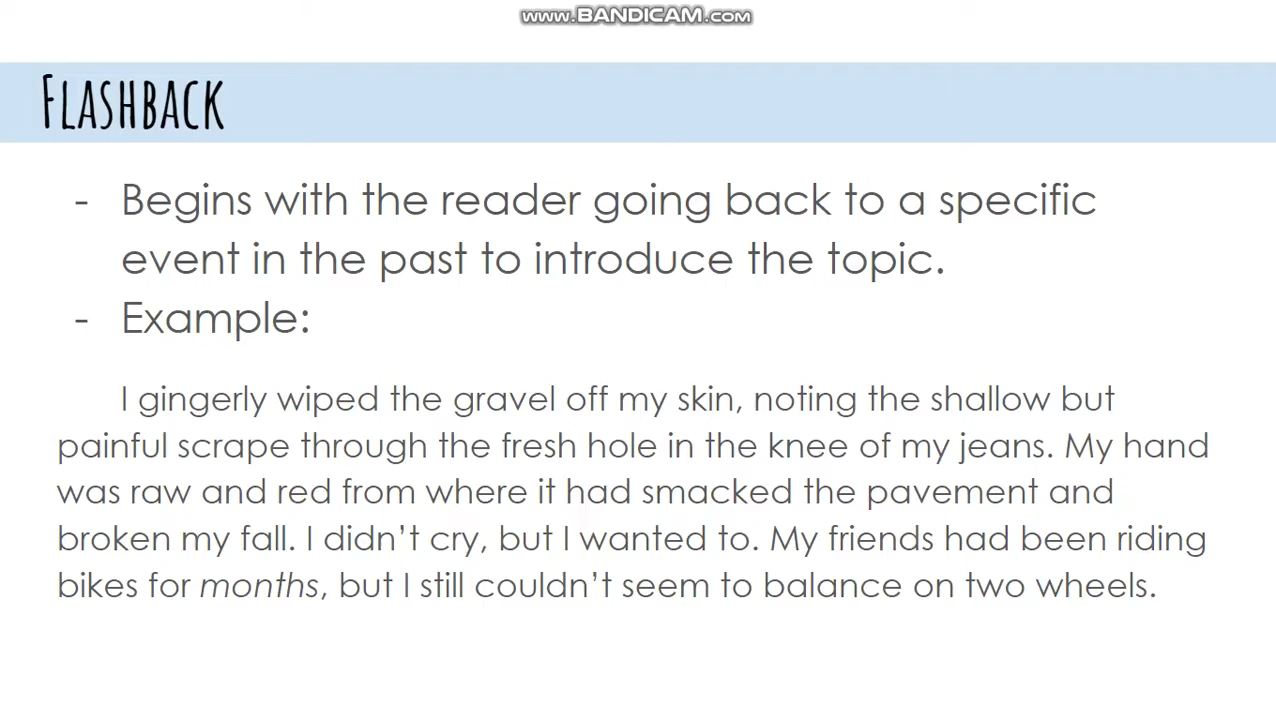 www.BANDICAM.com
Flashback
- Begins with the reader going back to a specific
event in the past to introduce the topic.
- Example:
I gingerly wiped the gravel off my skin, noting the shallow but
painful scrape through the fresh hole in the knee of my jeans. My hand
was raw and red from where it had smacked the pavement and
broken my fall. I didn’t cry, but I wanted to. My friends had been riding
bikes for months, but I still couldn’t seem to balance on two wheels.